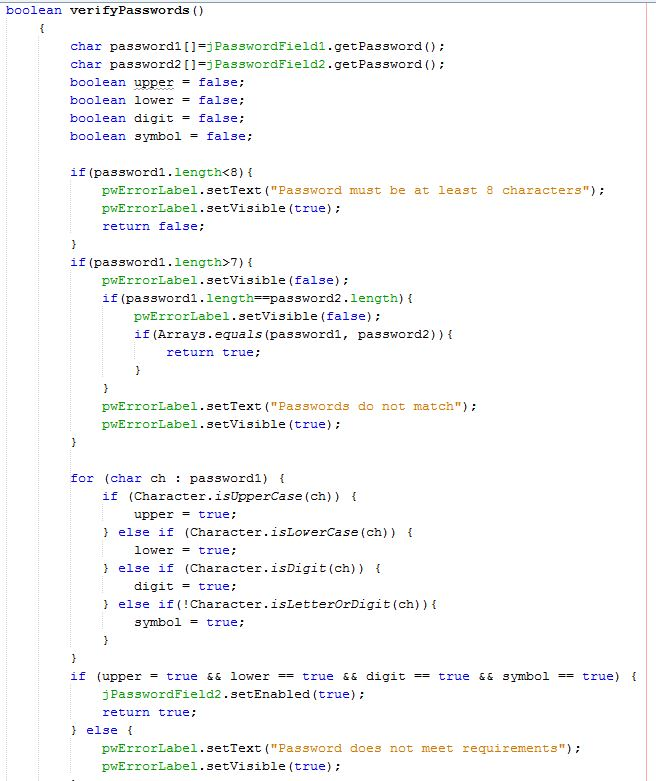 boolean verifyPasswords()
{
char password1[]=jPasswordField1.getPassword();
char password2[]=jPasswordField2.getPassword();
boolean upper = false;
boolean lower = false;
boolean digit = false;
boolean symbol = false;
if(password1.length<8){
pwErrorLabel.setText("Password must be at least 8 characters");
pwErrorLabel.setVisible(true);
return false;
}
if(password1.length>7){
pwErrorLabel.setVisible(false);
if(password1.length==password2.length){
pwErrorLabel.setVisible(false);
if(Arrays.equals(password1, password2)){
return true;
}
}
pwErrorLabel.setText("Passwords do not match");
pwErrorLabel.setVisible(true);
}
for (char ch : password1) {
if (Character.isUpperCase(ch)) {
upper = true;
} else if (Character.isLowerCase(ch)) {
lower = true;
} else if (Character.isDigit(ch)) {
digit = true;
} else if(!Character.isLetterOrDigit(ch)){
symbol = true;
}
}
if (upper = true && lower == true && digit == true && symbol == true) {
jPasswordField2.setEnabled(true);
return true;
} else {
pwErrorLabel.setText("Password does not meet requirements");
pwErrorLabel.setVisible(true);